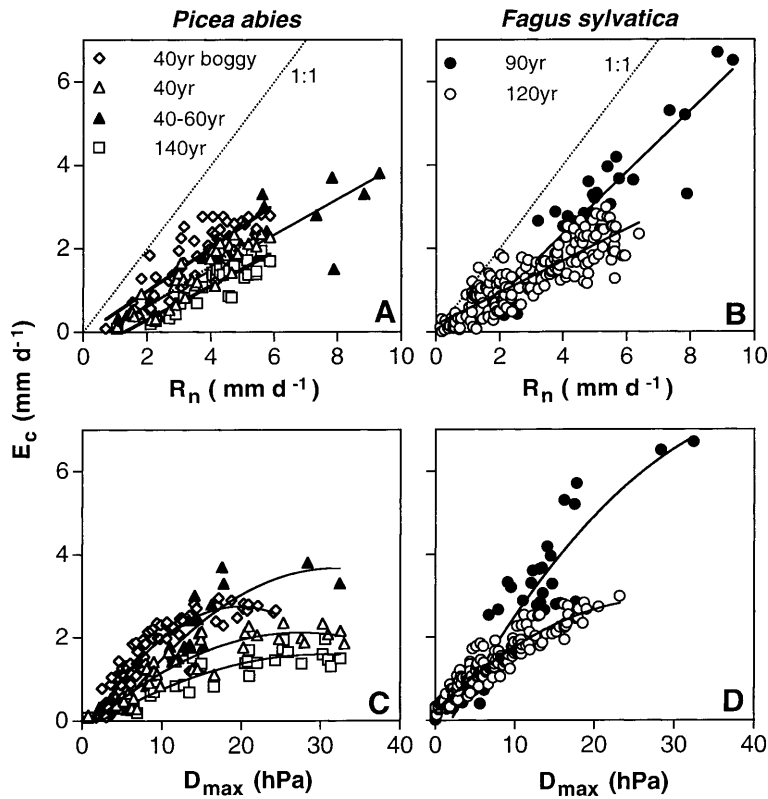 Picea abies
Fagus sylvatica
6
4
2
0
40yr boggy
40yr
40-60yr
140yr
1:1
A
90yr
120yr
1:1
B
0 2 4 6 8 10
0 2 4 6 8 10
Rn ( mm d -1)
Rn ( mm d -1)
Ec (mm d-1)
6
4
2
0
C
D
0 10 20 30 40
0 10 20 30 40
Dmax (hPa)
Dmax (hPa)